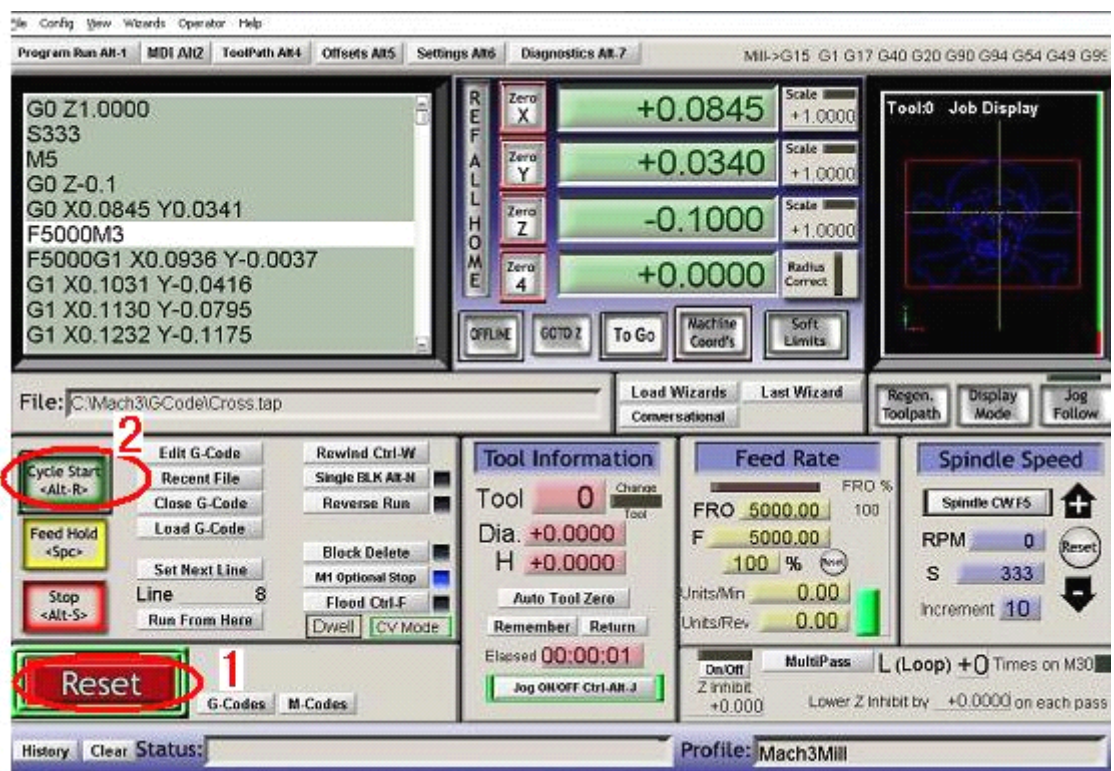 File Config View Wizards Operator Help
Program Run Alt-1 MDI Alt2 ToolPath Alt4 Offsets Alt5 Settings Alt6 Diagnostics Alt-7 Mill->G15 G1 G17 G40 G20 G90 G94 G54 G49 G99
G0 Z1.0000
S333
M5
G0 Z-0.1
G0 X0.0845 Y0.0341
F5000M3
F5000G1 X0.0936 Y-0.0037
G1 X0.1031 Y-0.0416
G1 X0.1130 Y-0.0795
G1 X0.1232 Y-0.1175
REF ALL HOME
Zero X +0.0845 Scale +1.0000
Zero Y +0.0340 Scale +1.0000
Zero Z -0.1000 Scale +1.0000
Zero 4 +0.0000 Radius Correct
OFFLINE GOTO Z To Go Machine Coord's Soft Limits
Tool:0 Job Display
File: C:\Mach3\GCode\Cross.tap
Load Wizards Last Wizard
Conversational
Regen. Toolpath Display Mode Jog Follow
2
Cycle Start <Alt-R>
Feed Hold <Spc>
Stop <Alt-S>
Edit G-Code
Recent File
Close G-Code
Load G-Code
Set Next Line
Line 8
Run From Here
Rewind Ctrl-W
Single BLK Alt-N
Reverse Run
Block Delete
M1 Optional Stop
Flood Ctrl-F
Dwell CV Mode
1
Reset
G-Codes M-Codes
Tool Information
Tool 0 Change Tool
Dia. +0.0000
H +0.0000
Auto Tool Zero
Remember Return
Elapsed 00:00:01
Jog ON/OFF Ctrl-Alt-J
Feed Rate
FRO %
FRO 5000.00 100
F 5000.00
100 % Reset
Units/Min 0.00
Units/Rev 0.00
Spindle Speed
Spindle CW F5
RPM 0 Reset
S 333
Increment 10
On/Off MultiPass L (Loop) +0 Times on M30
Z Inhibit
+0.000 Lower Z Inhibit by +0.0000 on each pass
History Clear Status: Profile: Mach3Mill